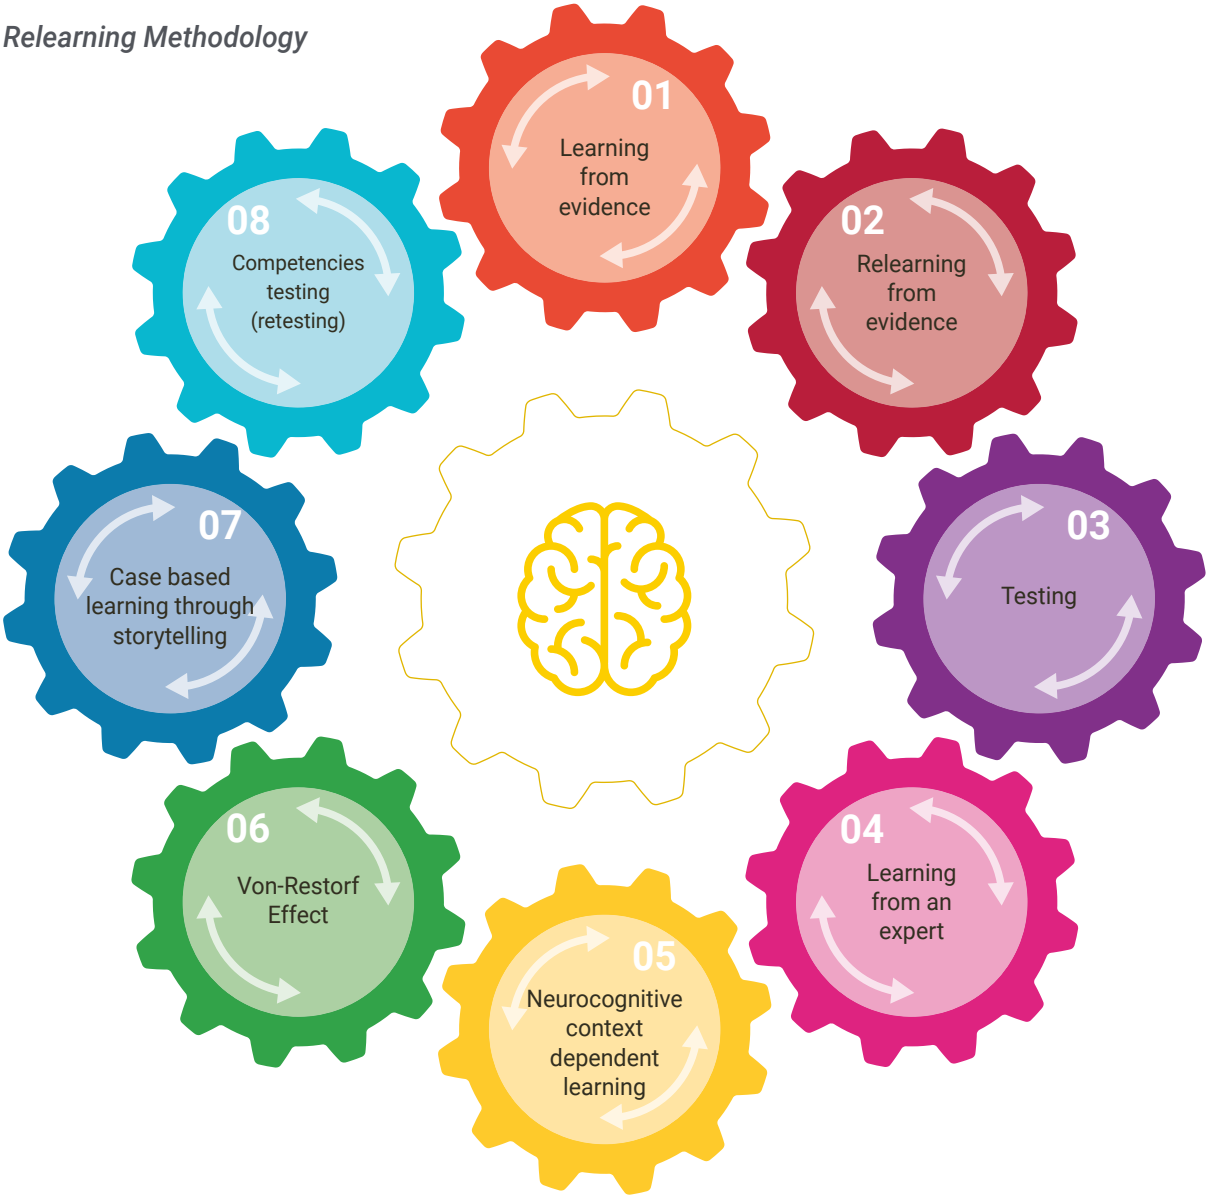 Relearning Methodology
01
Learning
from
evidence
02
Relearning
from
evidence
03
Testing
04
Learning
from an
expert
05
Neurocognitive
context
dependent
learning
06
Von-Restorf
Effect
07
Case based
learning through
storytelling
08
Competencies
testing
(retesting)